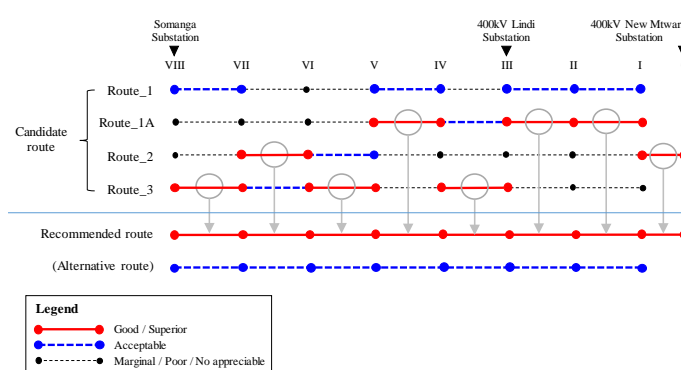 Somanga
Substation
400kV Lindi
Substation
400kV New Mtwar
Substation
VIII VII VI V IV III II I
Route_1
Route_1A
Candidate
route
Route_2
Route_3
Recommended route
(Alternative route)
Legend
Good / Superior
Acceptable
Marginal / Poor / No appreciable